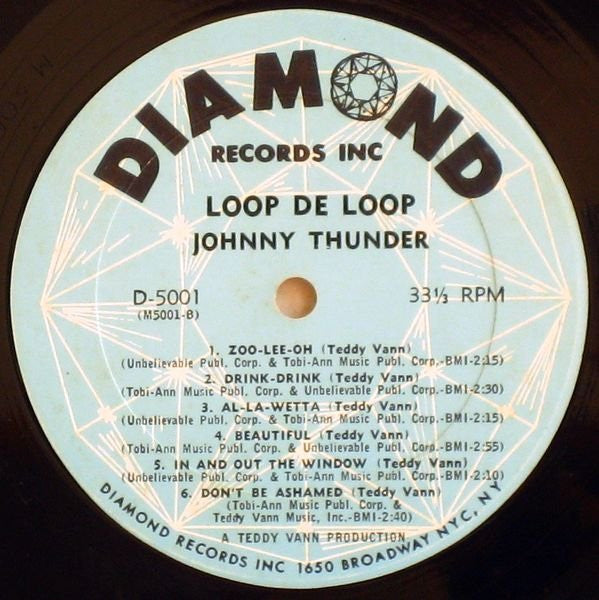 DIAMOND
RECORDS INC
LOOP DE LOOP
JOHNNY THUNDER
D-5001
33⅓ RPM
(M5001-B)
1. ZOO-LEE-OH (Teddy Vann)
(Unbelievable Publ. Corp. & Tobi-Ann Music Publ. Corp.-BMI-2:15)
2. DRINK-DRINK (Teddy Vann)
(Tobi-Ann Music Publ. Corp. & Unbelievable Publ. Corp.-BMI-2:30)
3. AL-LA-WETTA (Teddy Vann)
(Unbelievable Publ. Corp. & Tobi-Ann Music Publ. Corp.-BMI-2:15)
4. BEAUTIFUL (Teddy Vann)
(Tobi-Ann Music Publ. Corp. & Unbelievable Publ. Corp.-BMI-2:55)
5. IN AND OUT THE WINDOW (Teddy Vann)
(Unbelievable Publ. Corp. & Tobi-Ann Music Publ. Corp.-BMI-2:10)
6. DON'T BE ASHAMED (Teddy Vann)
(Tobi-Ann Music Publ. Corp. &
Teddy Vann Music, Inc.-BMI-2:40)
A TEDDY VANN PRODUCTION
DIAMOND RECORDS INC 1650 BROADWAY NYC, NY